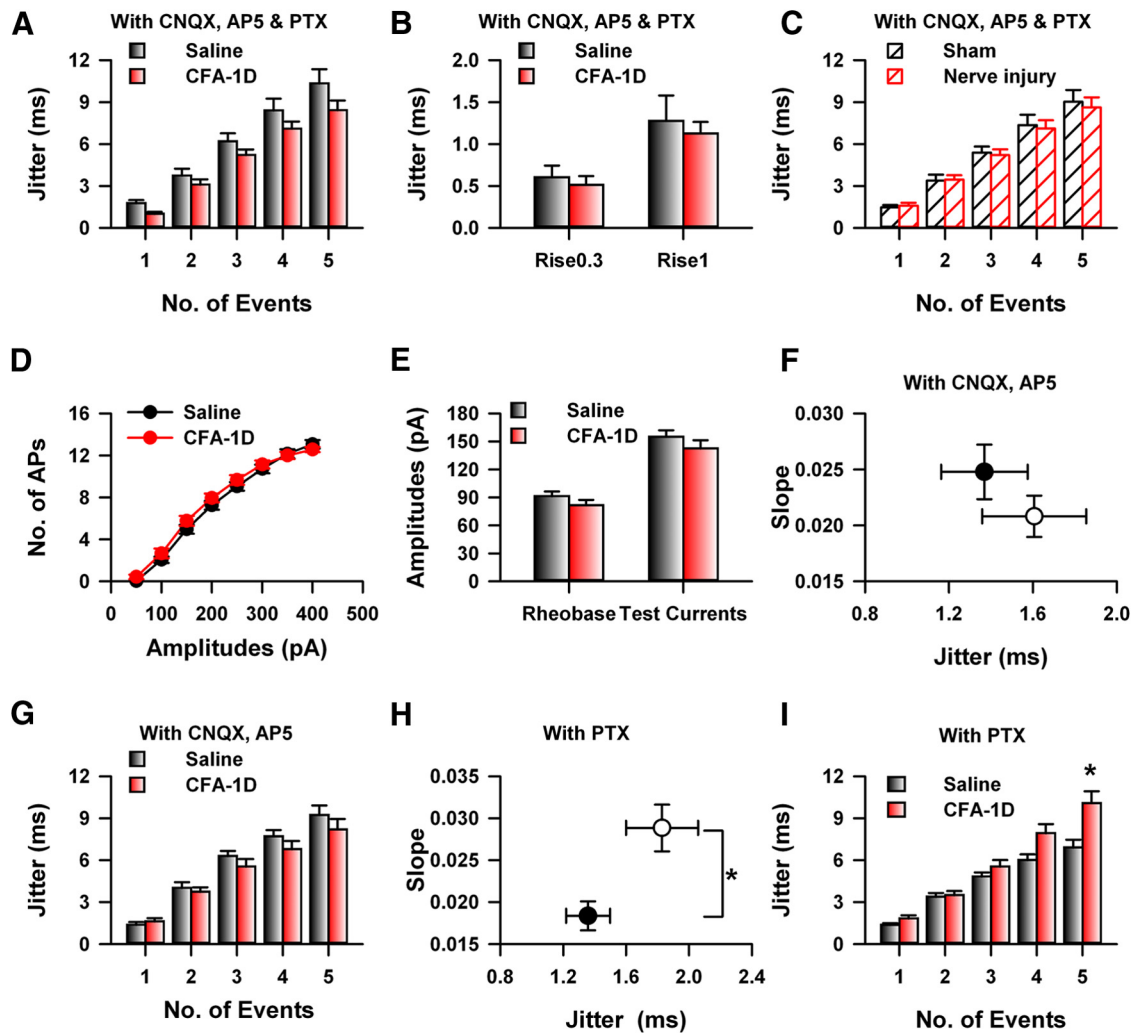 A
With CNQX, AP5 & PTX
Saline
CFA-1D
Jitter (ms)
12
9
6
3
0
1 2 3 4 5
No. of Events
B
With CNQX, AP5 & PTX
Saline
CFA-1D
Jitter (ms)
2.0
1.5
1.0
0.5
0.0
Rise0.3 Rise1
C
With CNQX, AP5 & PTX
Sham
Nerve injury
Jitter (ms)
12
9
6
3
0
1 2 3 4 5
No. of Events
D
Saline
CFA-1D
No. of APs
16
12
8
4
0
0 100 200 300 400 500
Amplitudes (pA)
E
Saline
CFA-1D
Amplitudes (pA)
180
150
120
90
60
30
0
Rheobase Test Currents
F
With CNQX, AP5
Slope
0.030
0.025
0.020
0.015
0.8 1.2 1.6 2.0
Jitter (ms)
G
With CNQX, AP5
Saline
CFA-1D
Jitter (ms)
12
9
6
3
0
1 2 3 4 5
No. of Events
H
With PTX
Slope
0.035
0.030
0.025
0.020
0.015
*
0.8 1.2 1.6 2.0 2.4
Jitter (ms)
I
With PTX
Saline
CFA-1D
*
Jitter (ms)
12
9
6
3
0
1 2 3 4 5
No. of Events